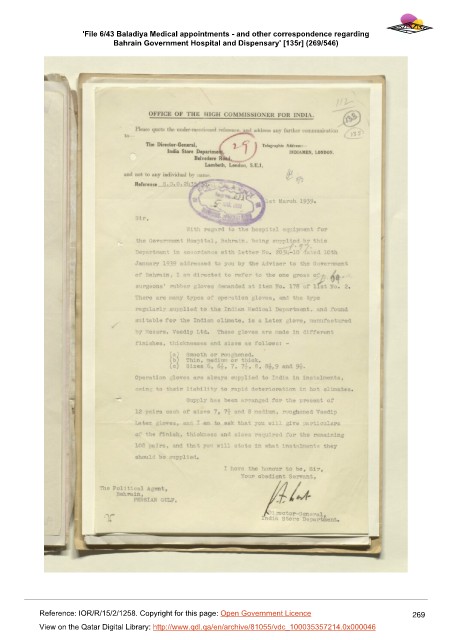 'File 6/43 Baladiya Medical appointments - and other correspondence regarding
Bahrain Government Hospital and Dispensary' [135r] (269/546)
OFFICE OF THE HIGH COMMISSIONER FOR INDIA.
Please quote the under-mentioned reference, and address any further communication
to—
The Director-General,
India Store Department,
Belvedere Road,
Lambeth, London, S.E.1.
Telegraphic Address:
LONDON.
29
and not to any individual by name.
Reference
1st March 1939.
Sir,
With regard to the hospital equipment for
the Government Hospital, Bahrain, being supplied by this
Department in accordance with Letter No. dated 10th
January 1939 addressed to you by the Adviser to the Government
of Bahrain, I am directed to refer to the one gross of
surgeons' rubber gloves recorded at item No. 178 of List No. 2.
There are many types of operation gloves, and the type
regularly supplied to the Indian Medical Department, and found
suitable for the Indian climate, is a Latex glove, manufactured
by Messrs. Veedip Ltd. These gloves are made in different
finishes, thicknesses and sizes as follows: -
Smooth or roughened.
Thin, medium or thick.
Sizes 6, 6½, 7, 7½, 8, 8½, 9 and 9½.
Operation gloves are always supplied to India in instalments,
owing to their liability to rapid deterioration in hot climates.
Supply has been arranged for the present of
12 pairs each of sizes 7, 7½ and 8 medium, roughened Veedip
Latex gloves, and I am to ask that you will give particulars
of the finish, thickness and sizes required for the remaining
108 pairs, and that you will state in what instalments they
should be supplied.
I have the honour to be, Sir,
Your obedient Servant,
The Political Agent,
Bahrain,
PERSIAN GULF.
Director-General,
India Store Department.
Reference: IOR/R/15/2/1258. Copyright for this page: Open Government Licence
269
View on the Qatar Digital Library: http://www.qdl.qa/en/archive/81055/vdc_100035357214.0x000046